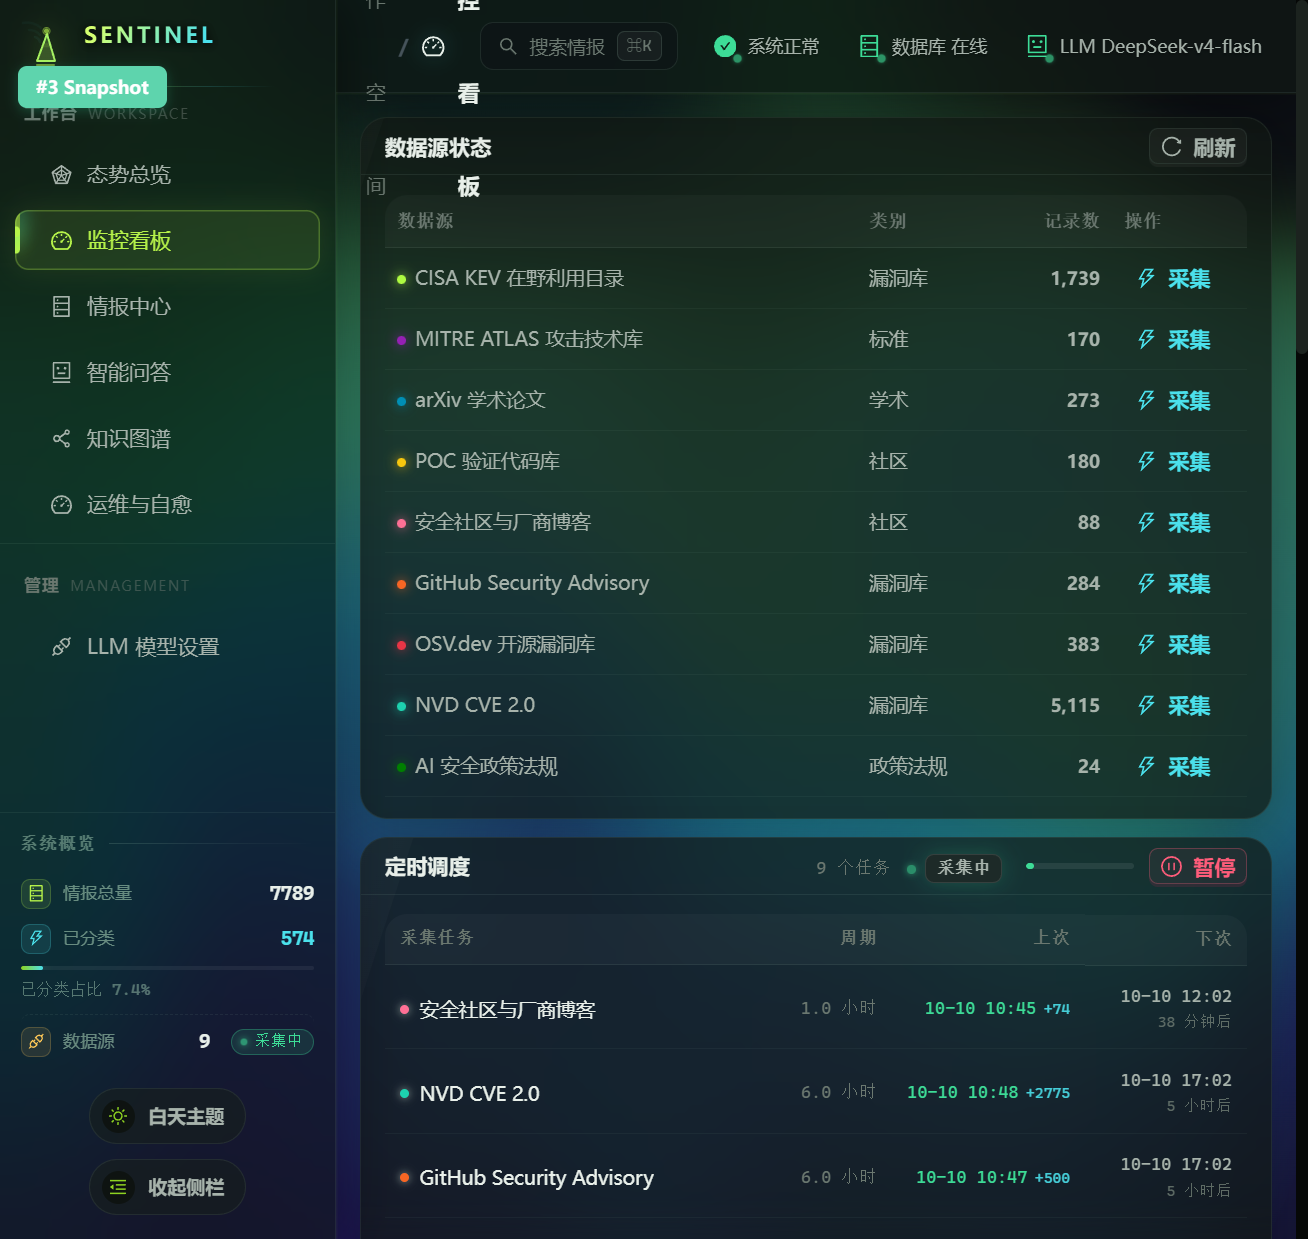 SENTINEL
#3 Snapshot
工作台 WORKSPACE
态势总览
监控看板
情报中心
智能问答
知识图谱
运维与自愈
管理 MANAGEMENT
LLM 模型设置
系统概览
情报总量 7789
已分类 574
已分类占比 7.4%
数据源 9 采集中
白天主题
收起侧栏
作
空
间
/
控
看
板
搜索情报 ⌘K
系统正常
数据库 在线
LLM DeepSeek-v4-flash
数据源状态 刷新
数据源 类别 记录数 操作
CISA KEV 在野利用目录 漏洞库 1,739 采集
MITRE ATLAS 攻击技术库 标准 170 采集
arXiv 学术论文 学术 273 采集
POC 验证代码库 社区 180 采集
安全社区与厂商博客 社区 88 采集
GitHub Security Advisory 漏洞库 284 采集
OSV.dev 开源漏洞库 漏洞库 383 采集
NVD CVE 2.0 漏洞库 5,115 采集
AI 安全政策法规 政策法规 24 采集
定时调度 9 个任务 采集中 暂停
采集任务 周期 上次 下次
安全社区与厂商博客 1.0 小时 10-10 10:45 +74 10-10 12:02
38 分钟后
NVD CVE 2.0 6.0 小时 10-10 10:48 +2775 10-10 17:02
5 小时后
GitHub Security Advisory 6.0 小时 10-10 10:47 +500 10-10 17:02
5 小时后